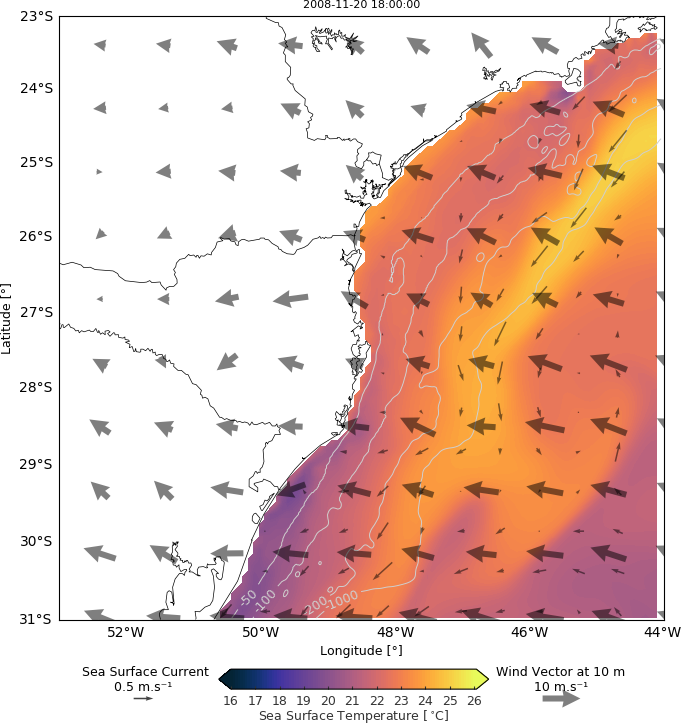 2008-11-20 18:00:00
23°S
24°S
25°S
26°S
27°S
28°S
29°S
30°S
31°S
Latitude [°]
-50
-100
-200
-1000
52°W
50°W
48°W
46°W
44°W
Longitude [°]
Sea Surface Current
0.5 m.s⁻¹
Wind Vector at 10 m
10 m.s⁻¹
16 17 18 19 20 21 22 23 24 25 26
Sea Surface Temperature [°C]